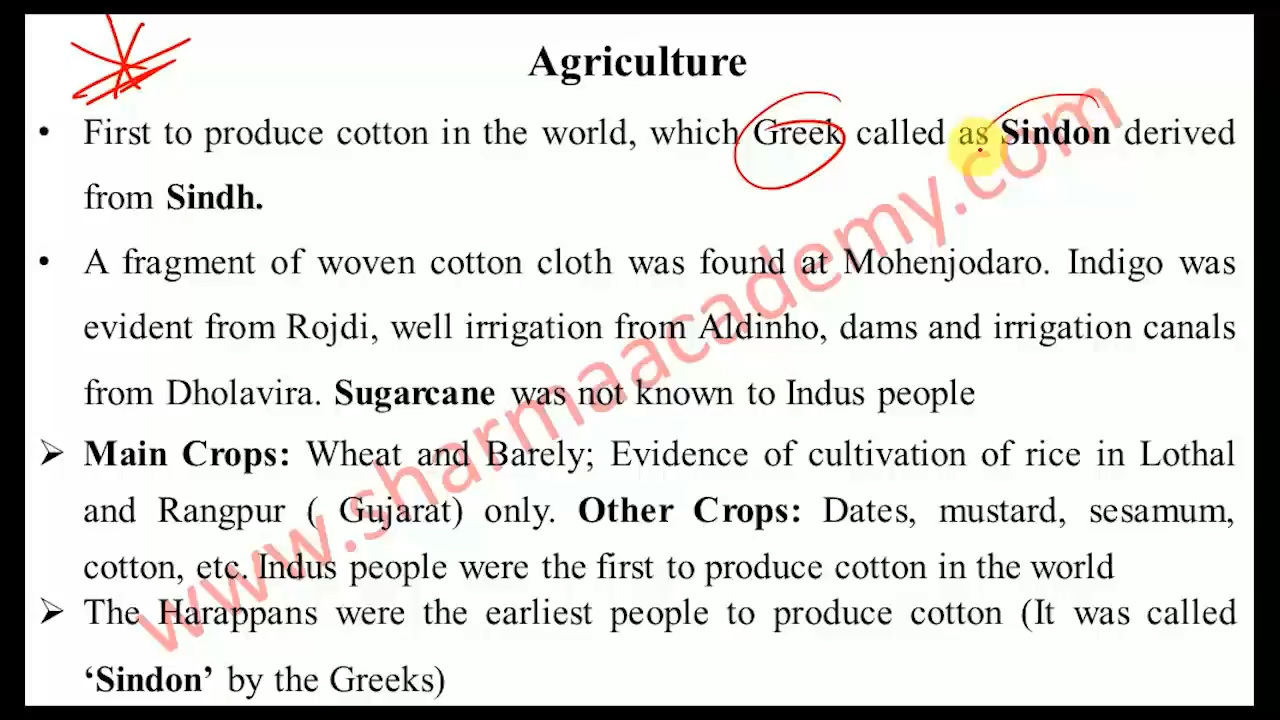 Agriculture
• First to produce cotton in the world, which Greek called as Sindon derived
from Sindh.
• A fragment of woven cotton cloth was found at Mohenjodaro. Indigo was
evident from Rojdi, well irrigation from Aldinho, dams and irrigation canals
from Dholavira. Sugarcane was not known to Indus people
➢ Main Crops: Wheat and Barely; Evidence of cultivation of rice in Lothal
and Rangpur ( Gujarat) only. Other Crops: Dates, mustard, sesamum,
cotton, etc. Indus people were the first to produce cotton in the world
➢ The Harappans were the earliest people to produce cotton (It was called
‘Sindon’ by the Greeks)
www.sharmaacademy.com